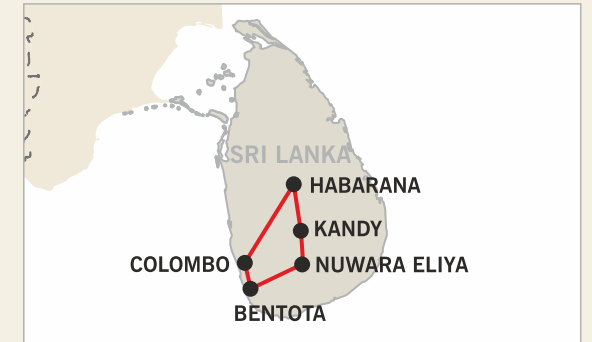 SRI LANKA
HABARANA
KANDY
COLOMBO
NUWARA ELIYA
BENTOTA